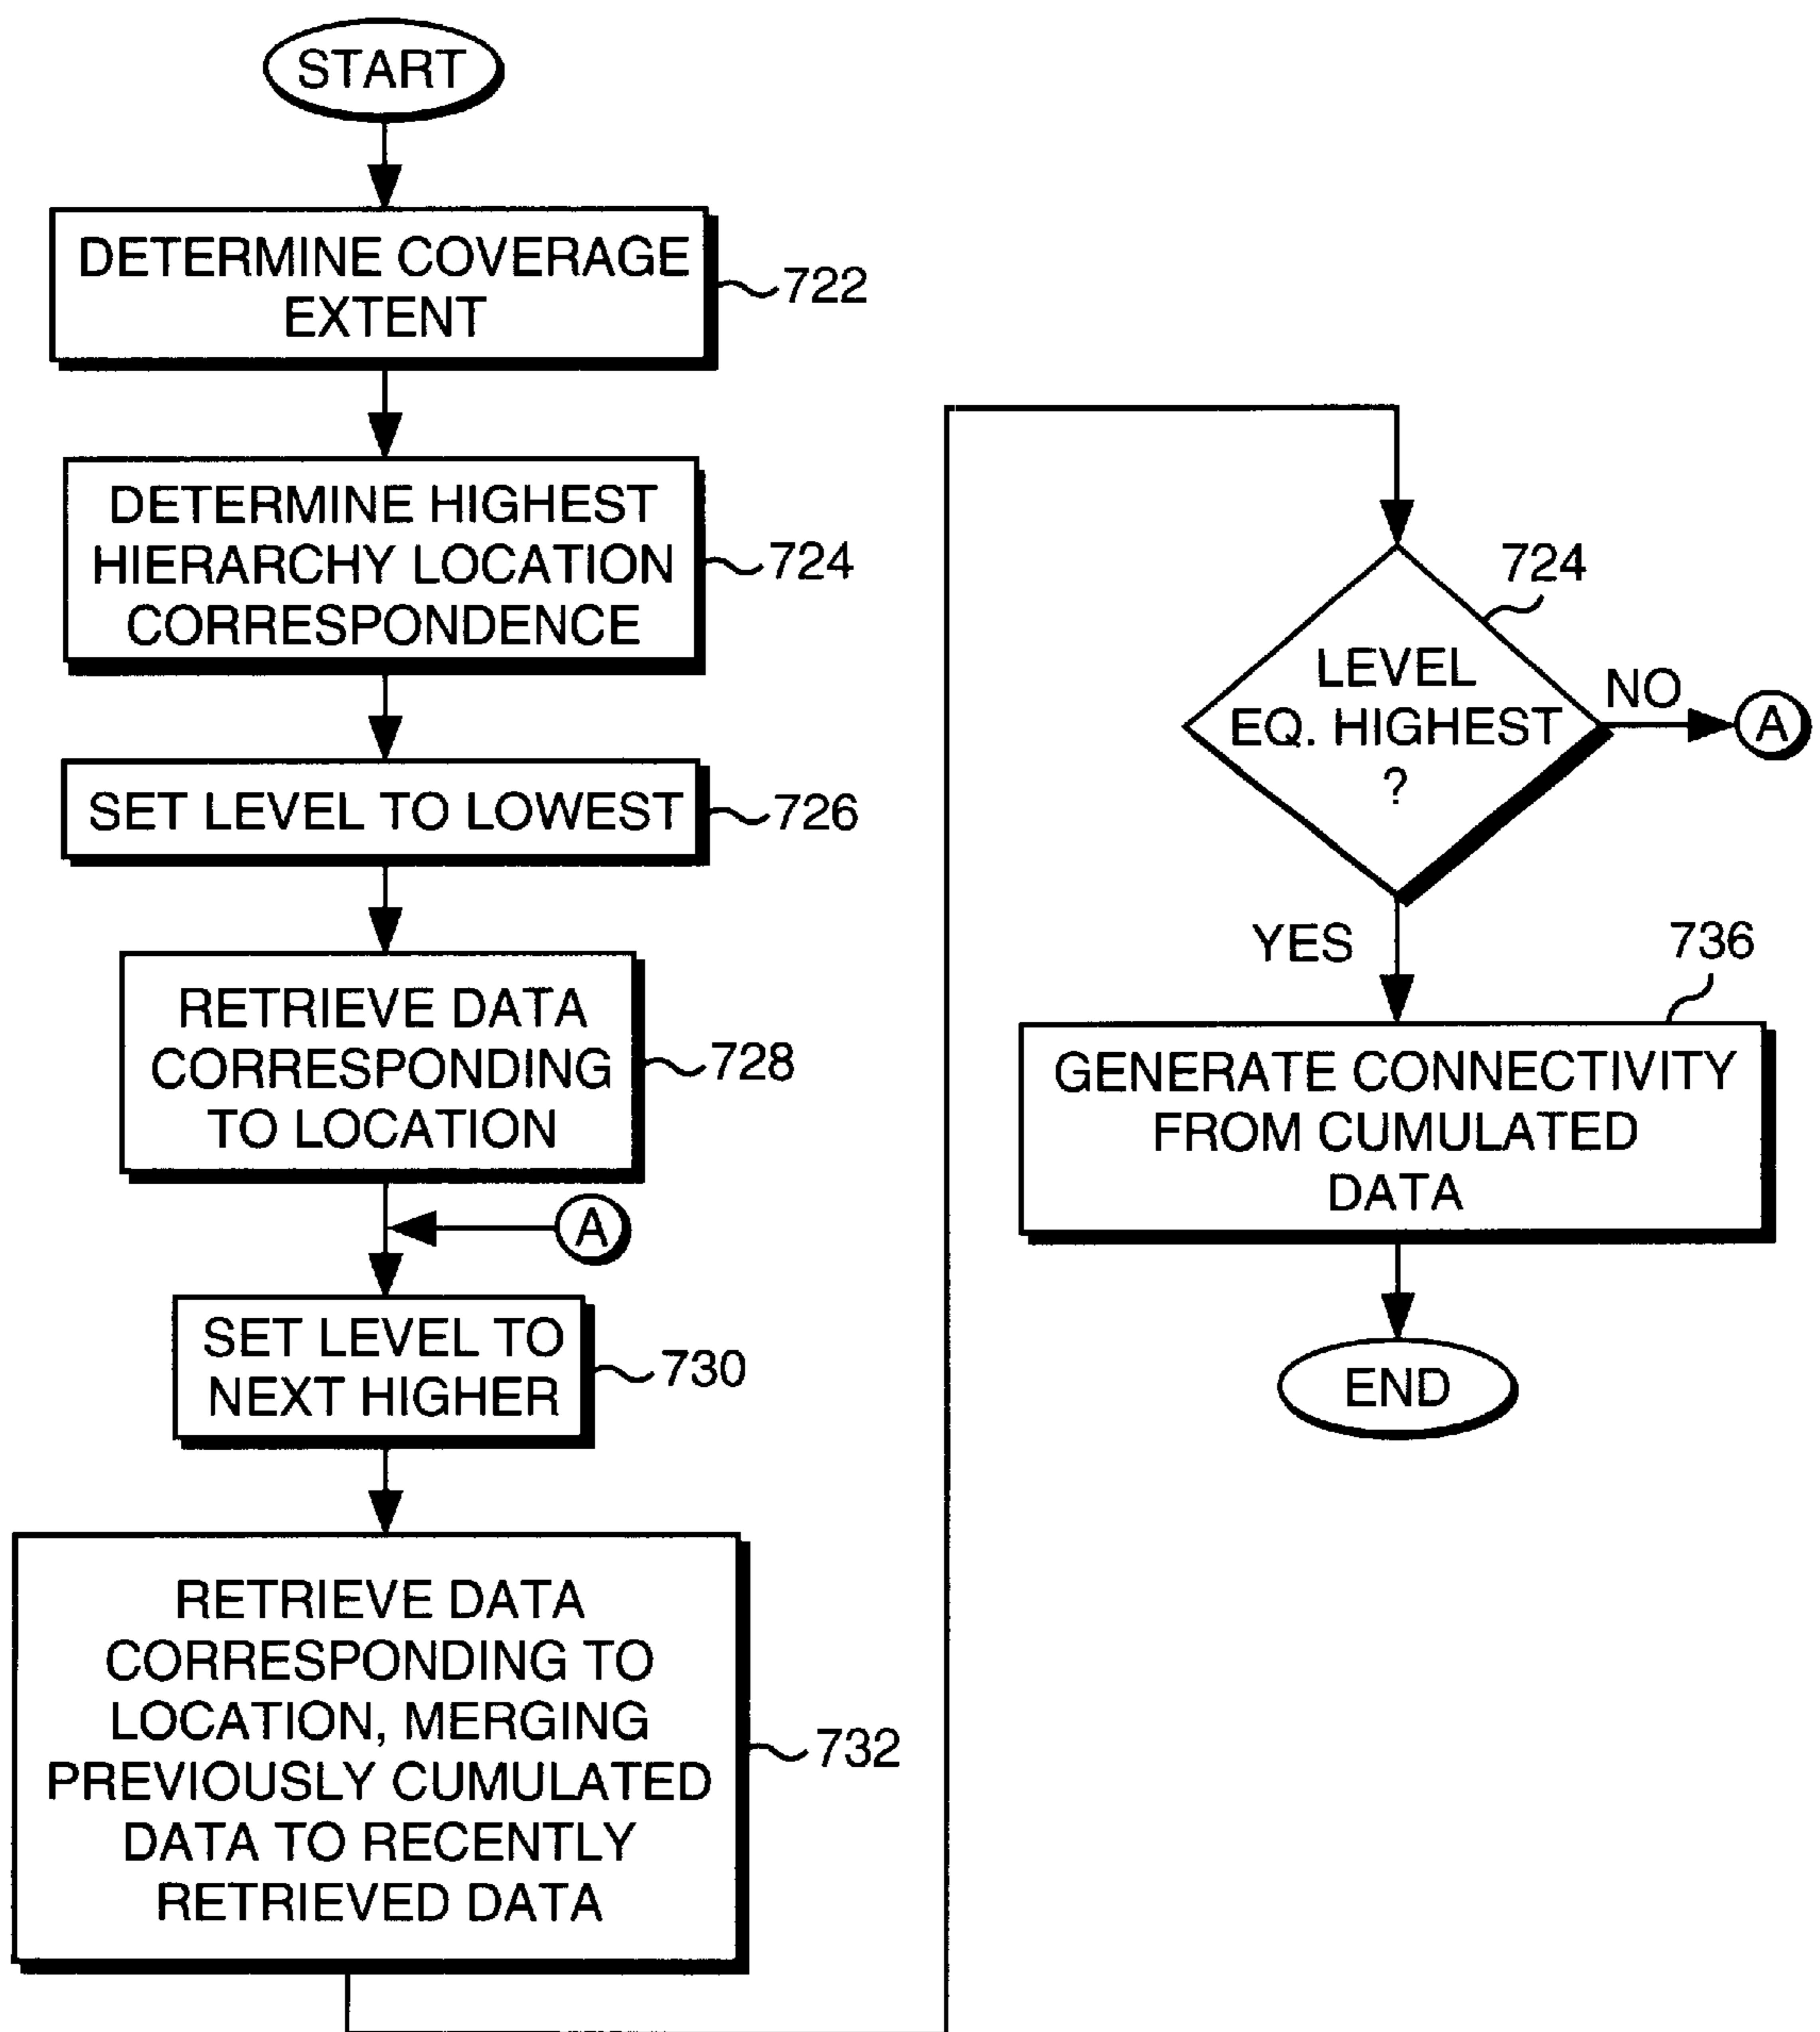 START
DETERMINE COVERAGE
EXTENT
722
DETERMINE HIGHEST
HIERARCHY LOCATION
CORRESPONDENCE
724
SET LEVEL TO LOWEST
726
RETRIEVE DATA
CORRESPONDING
TO LOCATION
728
A
SET LEVEL TO
NEXT HIGHER
730
RETRIEVE DATA
CORRESPONDING TO
LOCATION, MERGING
PREVIOUSLY CUMULATED
DATA TO RECENTLY
RETRIEVED DATA
732
724
LEVEL
EQ. HIGHEST
?
NO
A
YES
736
GENERATE CONNECTIVITY
FROM CUMULATED
DATA
END